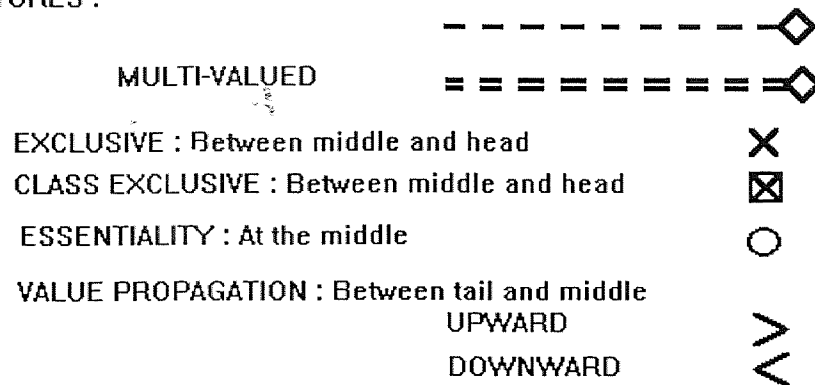 MULTI-VALUED
EXCLUSIVE : Between middle and head
CLASS EXCLUSIVE : Between middle and head
ESSENTIALITY : At the middle
VALUE PROPAGATION : Between tail and middle
UPWARD
DOWNWARD